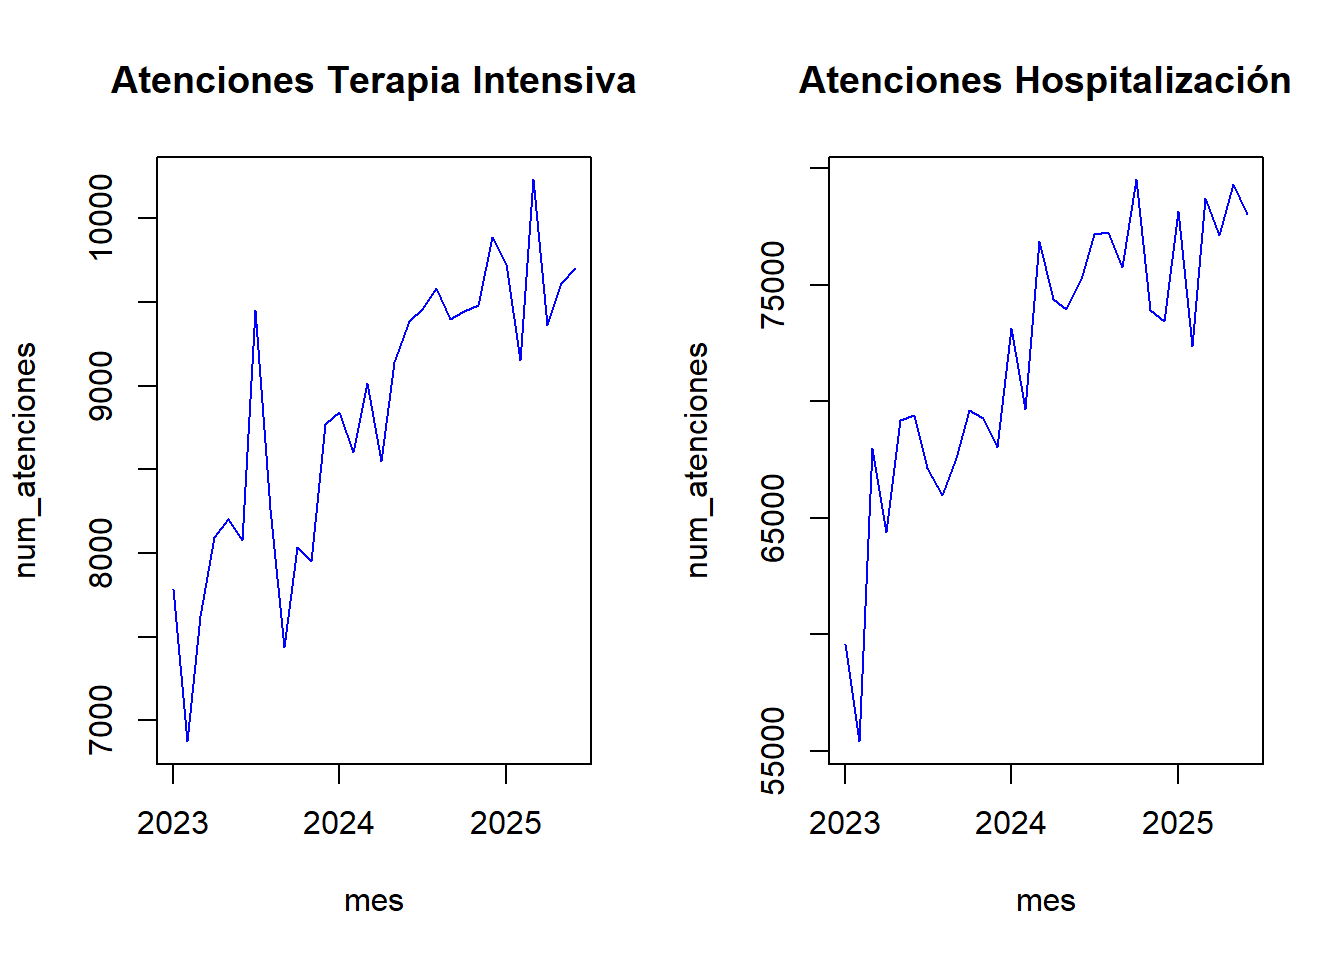 Atenciones Terapia Intensiva
num_atenciones
10000
9000
8000
7000
2023 2024 2025
mes
Atenciones Hospitalización
num_atenciones
75000
65000
55000
2023 2024 2025
mes